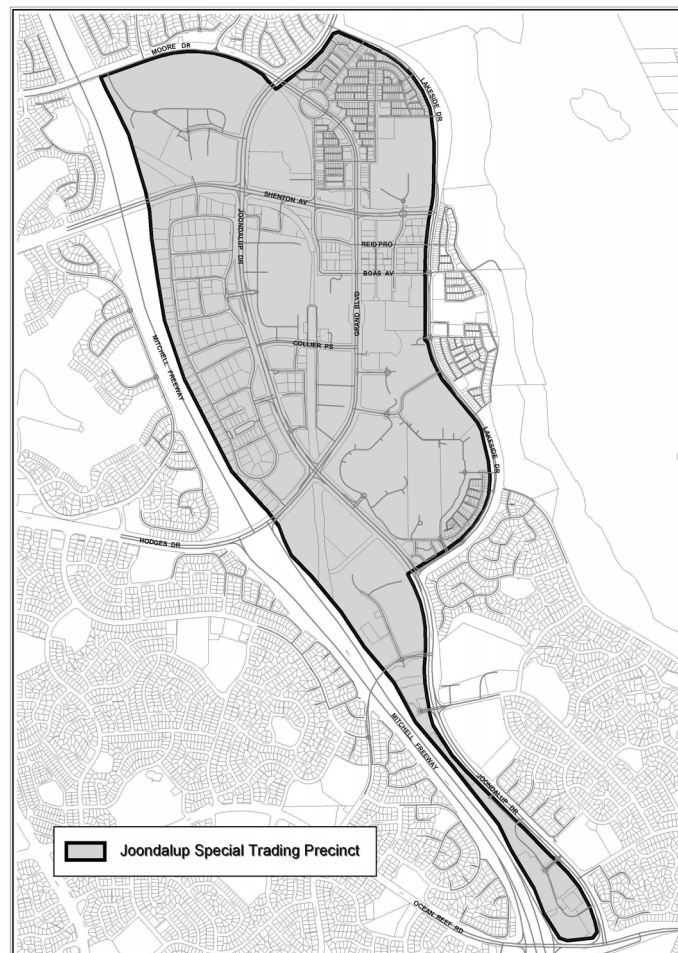 MOORE DR
LAKESIDE DR
SHENTON AV
JOONDALUP DR
REID PRO
BOAS AV
GRAND BLVD
COLLIER PS
MITCHELL FREEWAY
LAKESIDE DR
HODGES DR
MITCHELL FREEWAY
JOONDALUP DR
Joondalup Special Trading Precinct
OCEAN REEF RD